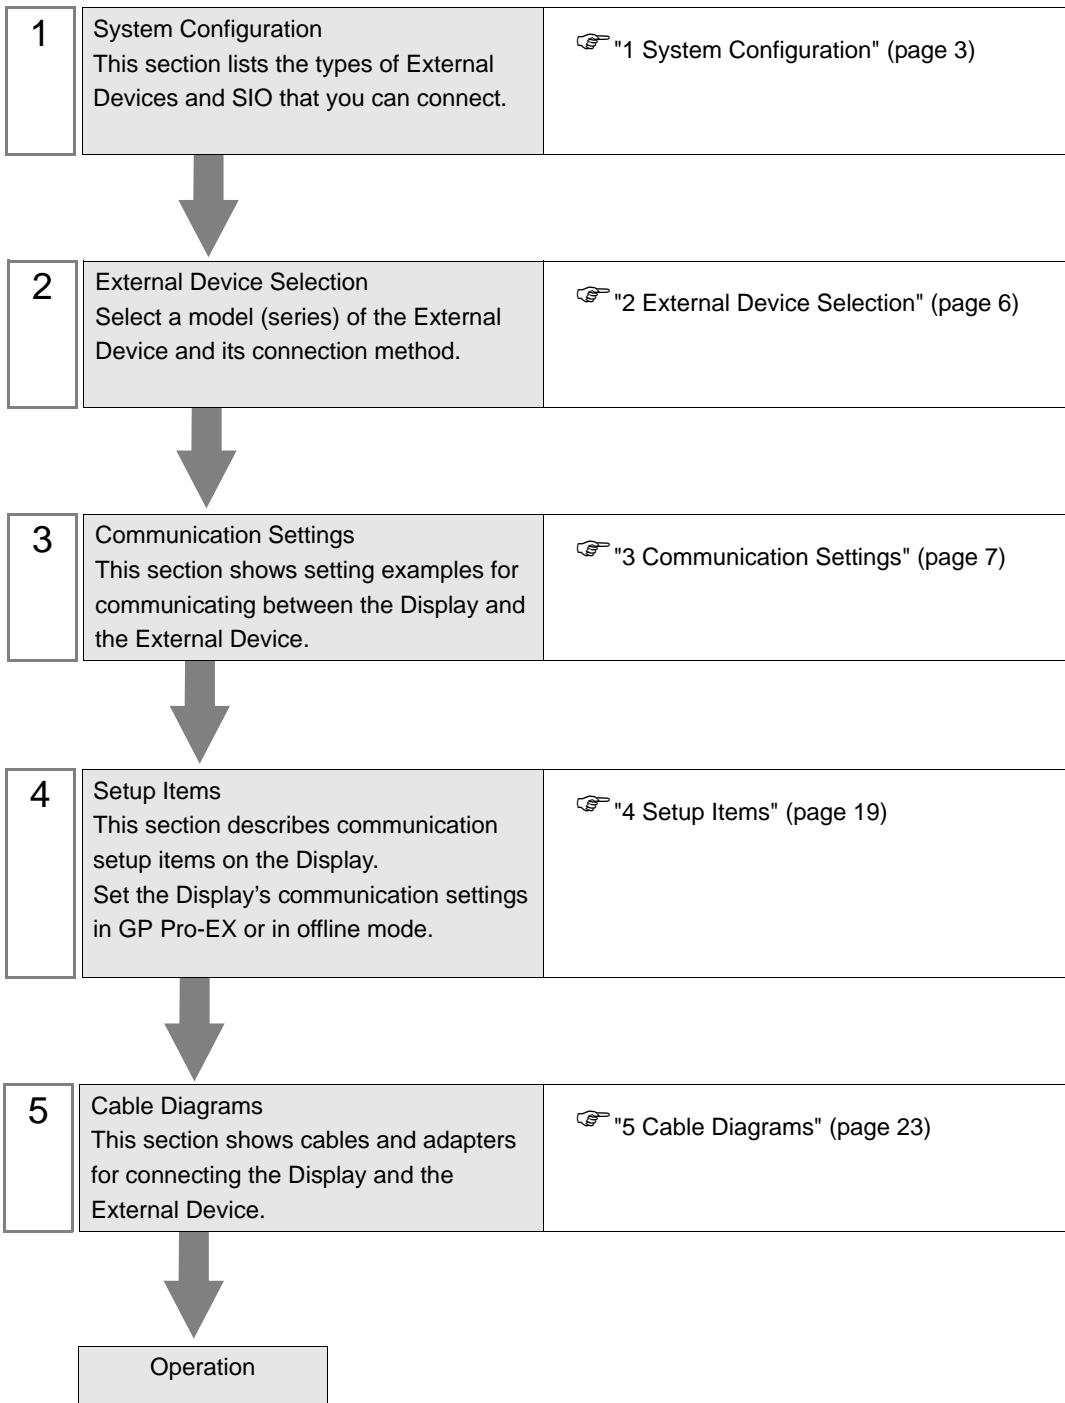 1
System Configuration
This section lists the types of External
Devices and SIO that you can connect.
"1 System Configuration" (page 3)
2
External Device Selection
Select a model (series) of the External
Device and its connection method.
"2 External Device Selection" (page 6)
3
Communication Settings
This section shows setting examples for
communicating between the Display and
the External Device.
"3 Communication Settings" (page 7)
4
Setup Items
This section describes communication
setup items on the Display.
Set the Display’s communication settings
in GP Pro-EX or in offline mode.
"4 Setup Items" (page 19)
5
Cable Diagrams
This section shows cables and adapters
for connecting the Display and the
External Device.
"5 Cable Diagrams" (page 23)
Operation